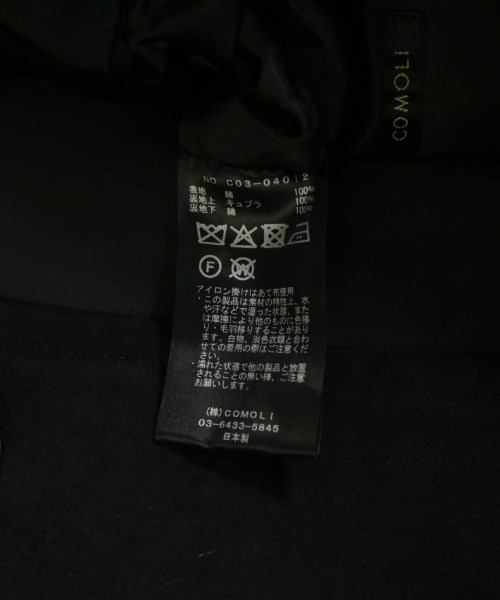 COMOLI
NO C03-04012
表地 綿 100%
裏地上 キュプラ 100%
裏地下 綿 100%
F
W
アイロン掛けはあて布使用
・この製品は素材の特性上、水
や汗などで湿った状態、また
は摩擦により他のものに色移
り・毛羽移りすることがあり
ます。白物、淡色衣類と合わ
せての着用の際はご注意くだ
さい。
・濡れた状態で他の製品と放置
されることの無い様、ご注意
お願いします。
(株)COMOLI
03-6433-5845
日本製